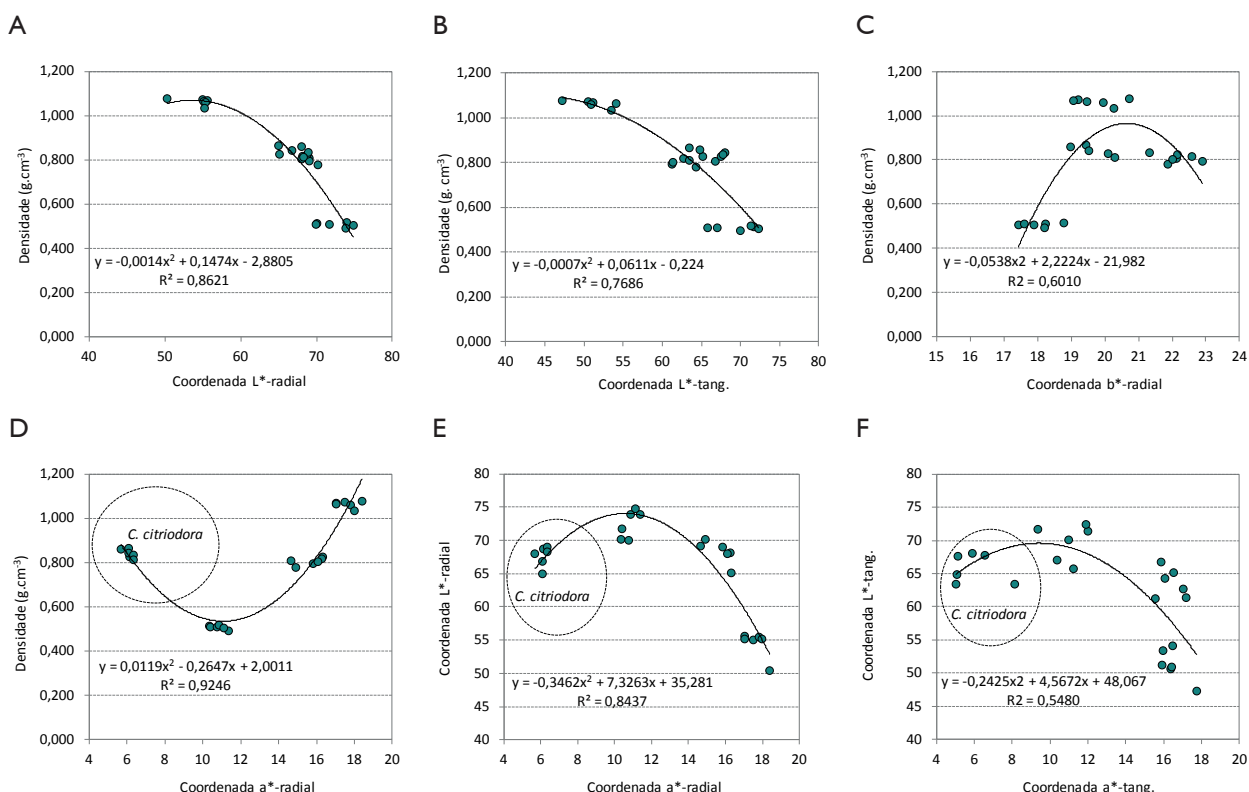 A
1,200
1,000
0,800
0,600
0,400
0,200
0,000
Densidade (g.cm-³)
y = -0,0014x² + 0,1474x - 2,8805
R² = 0,8621
40 50 60 70 80
Coordenada L*-radial
B
1,200
1,000
0,800
0,600
0,400
0,200
0,000
Densidade (g. cm-³)
y = -0,0007x² + 0,0611x - 0,224
R² = 0,7686
40 45 50 55 60 65 70 75 80
Coordenada L*-tang.
C
1,200
1,000
0,800
0,600
0,400
0,200
0,000
Densidade (g. cm-³)
y = -0,0538x2 + 2,2224x - 21,982
R2 = 0,6010
15 16 17 18 19 20 21 22 23 24
Coordenada b*-radial
D
1,200
1,000
0,800
0,600
0,400
0,200
0,000
Densidade (g.cm-³)
C. citriodora
y = 0,0119x² - 0,2647x + 2,0011
R² = 0,9246
4 6 8 10 12 14 16 18 20
Coordenada a*-radial
E
80
75
70
65
60
55
50
45
40
Coordenada L*-radial
C. citriodora
y = -0,3462x² + 7,3263x + 35,281
R² = 0,8437
4 6 8 10 12 14 16 18 20
Coordenada a*-radial
F
80
75
70
65
60
55
50
45
40
Coordenada L*-tang.
C. citriodora
y = -0,2425x2 + 4,5672x + 48,067
R2 = 0,5480
4 6 8 10 12 14 16 18 20
Coordenada a*-tang.